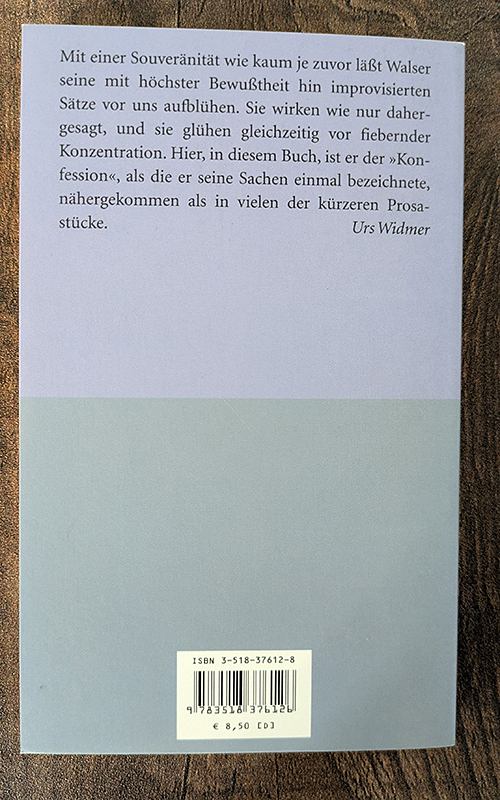 Mit einer Souveränität wie kaum je zuvor läßt Walser
seine mit höchster Bewußtheit hin improvisierten
Sätze vor uns aufblühen. Sie wirken wie nur daher-
gesagt, und sie glühen gleichzeitig vor fiebernder
Konzentration. Hier, in diesem Buch, ist er der »Kon-
fession«, als die er seine Sachen einmal bezeichnete,
nähergekommen als in vielen der kürzeren Prosa-
stücke. Urs Widmer
ISBN 3-518-37612-8
9 783518 376126
€ 8,50 [D]